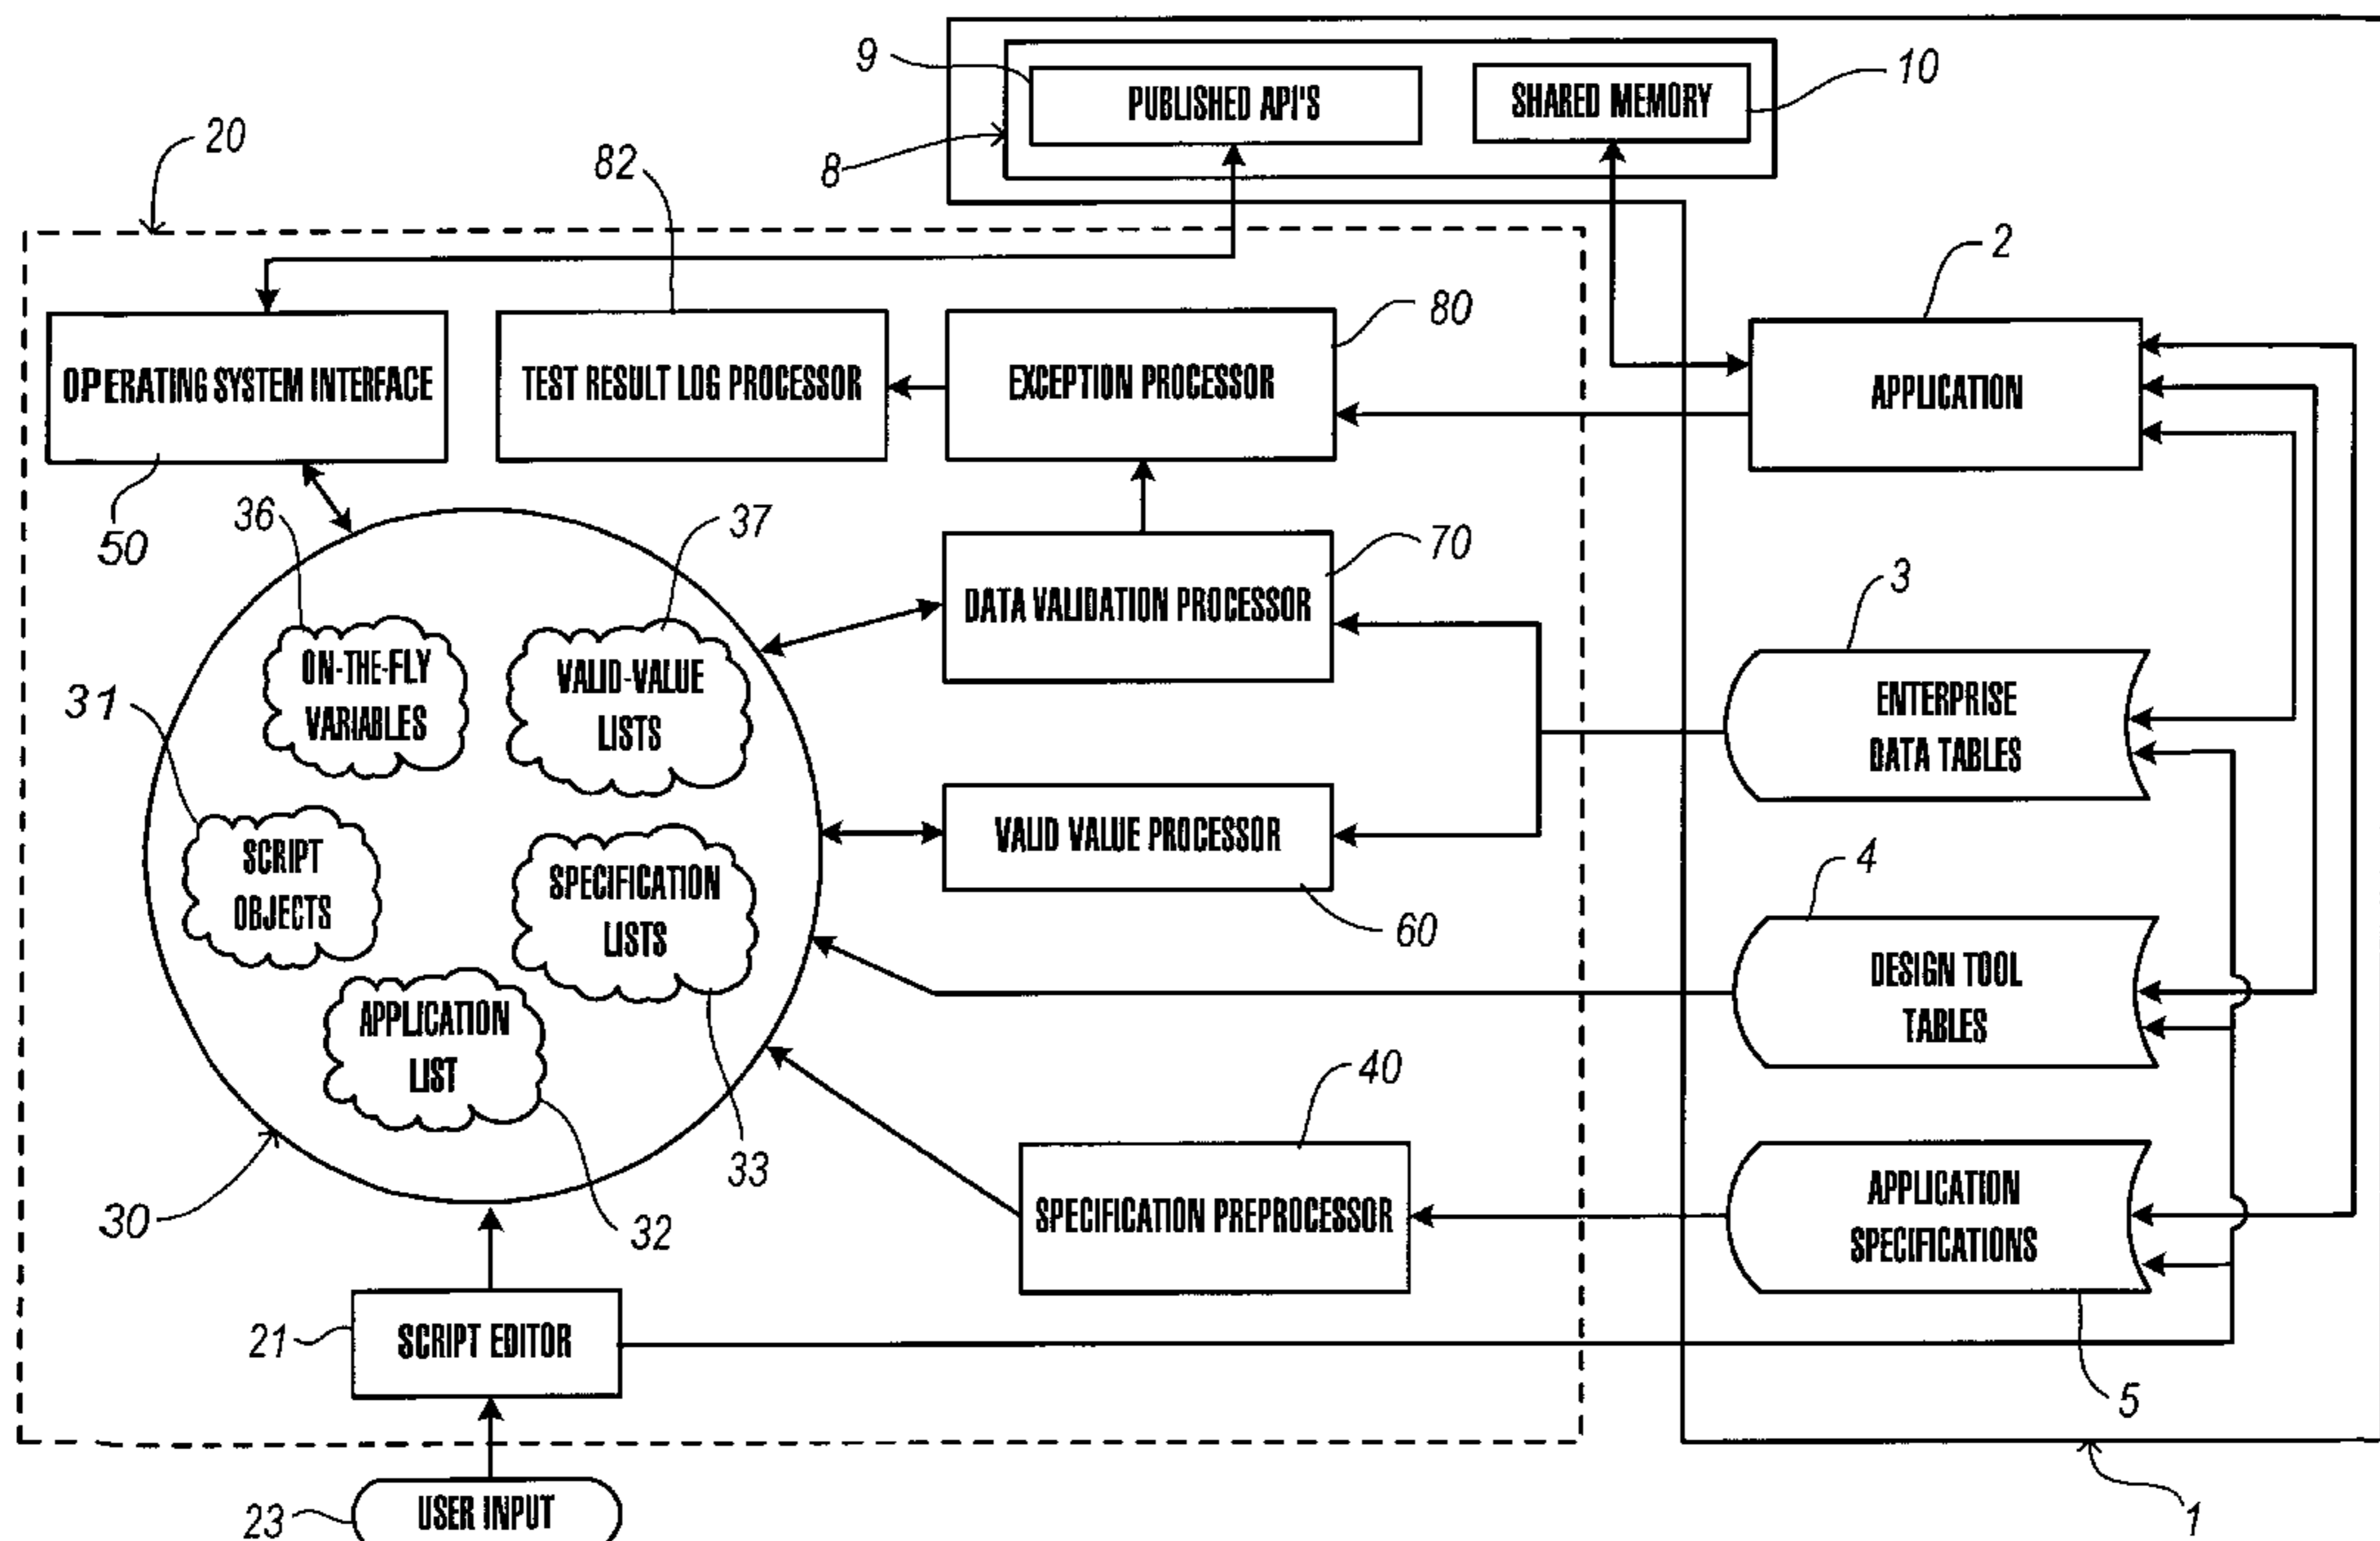 9
PUBLISHED API'S
SHARED MEMORY
10
8
20
82
2
80
OPERATING SYSTEM INTERFACE
TEST RESULT LOG PROCESSOR
EXCEPTION PROCESSOR
APPLICATION
50
36
37
70
3
ON-THE-FLY
VARIABLES
VALID-VALUE
LISTS
DATA VALIDATION PROCESSOR
31
ENTERPRISE
DATA TABLES
SCRIPT
OBJECTS
SPECIFICATION
LISTS
VALID VALUE PROCESSOR
60
4
DESIGN TOOL
TABLES
APPLICATION
LIST
40
33
30
32
SPECIFICATION PREPROCESSOR
APPLICATION
SPECIFICATIONS
21
SCRIPT EDITOR
5
23
USER INPUT
1